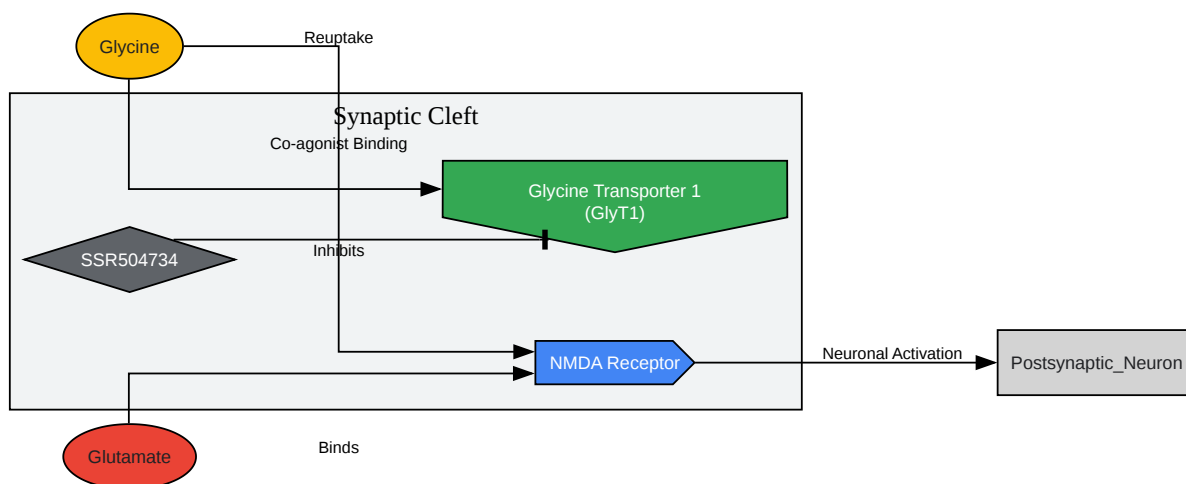 Glycine
Reuptake
Synaptic Cleft
Co-agonist Binding
Glycine Transporter 1
(GlyT1)
SSR504734
Inhibits
NMDA Receptor
Neuronal Activation
Postsynaptic_Neuron
Glutamate
Binds